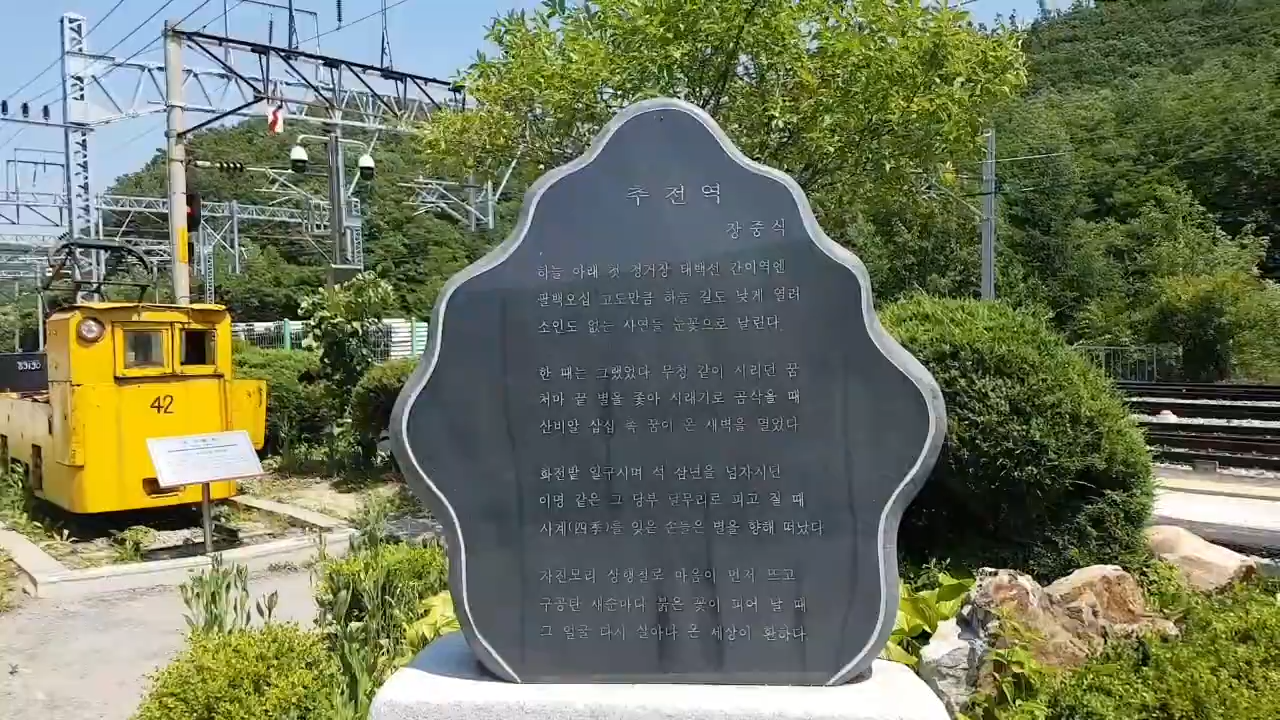 추전역
장중식
하늘 아래 첫 정거장 태백선 간이역엔
팔백오십 고도만큼 하늘 길도 낮게 열려
소인도 없는 사연들 눈꽃으로 날린다
한 때는 그랬었다 무청 같이 시리던 꿈
처마 끝 별을 좇아 시래기로 곰삭을 때
산비알 삼십 촉 꿈이 온 새벽을 열었다
화전밭 일구시며 석 삼년을 넘자시던
이명 같은 그 당부 달무리로 피고 질 때
시계(四季)를 잊은 손들은 별을 향해 떠났다
자진모리 상행철로 마음이 먼저 뜨고
구공탄 새순마다 붉은 꽃이 피어 날 때
그 얼굴 다시 살아나 온 세상이 환하다
42